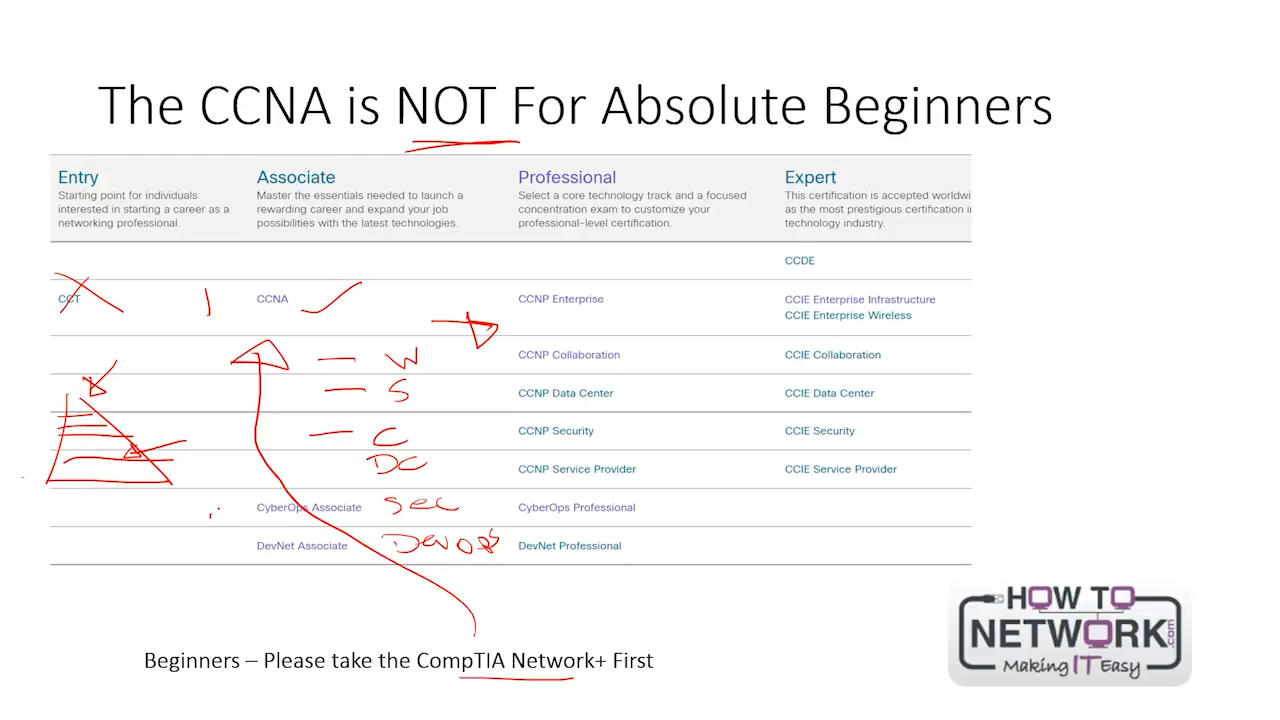 The CCNA is NOT For Absolute Beginners
Entry
Starting point for individuals
interested in starting a career as a
networking professional.
Associate
Master the essentials needed to launch a
rewarding career and expand your job
possibilities with the latest technologies.
Professional
Select a core technology track and a focused
concentration exam to customize your
professional-level certification.
Expert
This certification is accepted worldwi
as the most prestigious certification i
technology industry.
CCDE
CCT
CCNA
CCNP Enterprise
CCIE Enterprise Infrastructure
CCIE Enterprise Wireless
W
CCNP Collaboration
CCIE Collaboration
S
CCNP Data Center
CCIE Data Center
C
CCNP Security
CCIE Security
DC
CCNP Service Provider
CCIE Service Provider
CyberOps Associate
Sec
CyberOps Professional
DevNet Associate
DevOps
DevNet Professional
Beginners – Please take the CompTIA Network+ First
HOW TO
NETWORK.com
Making IT Easy